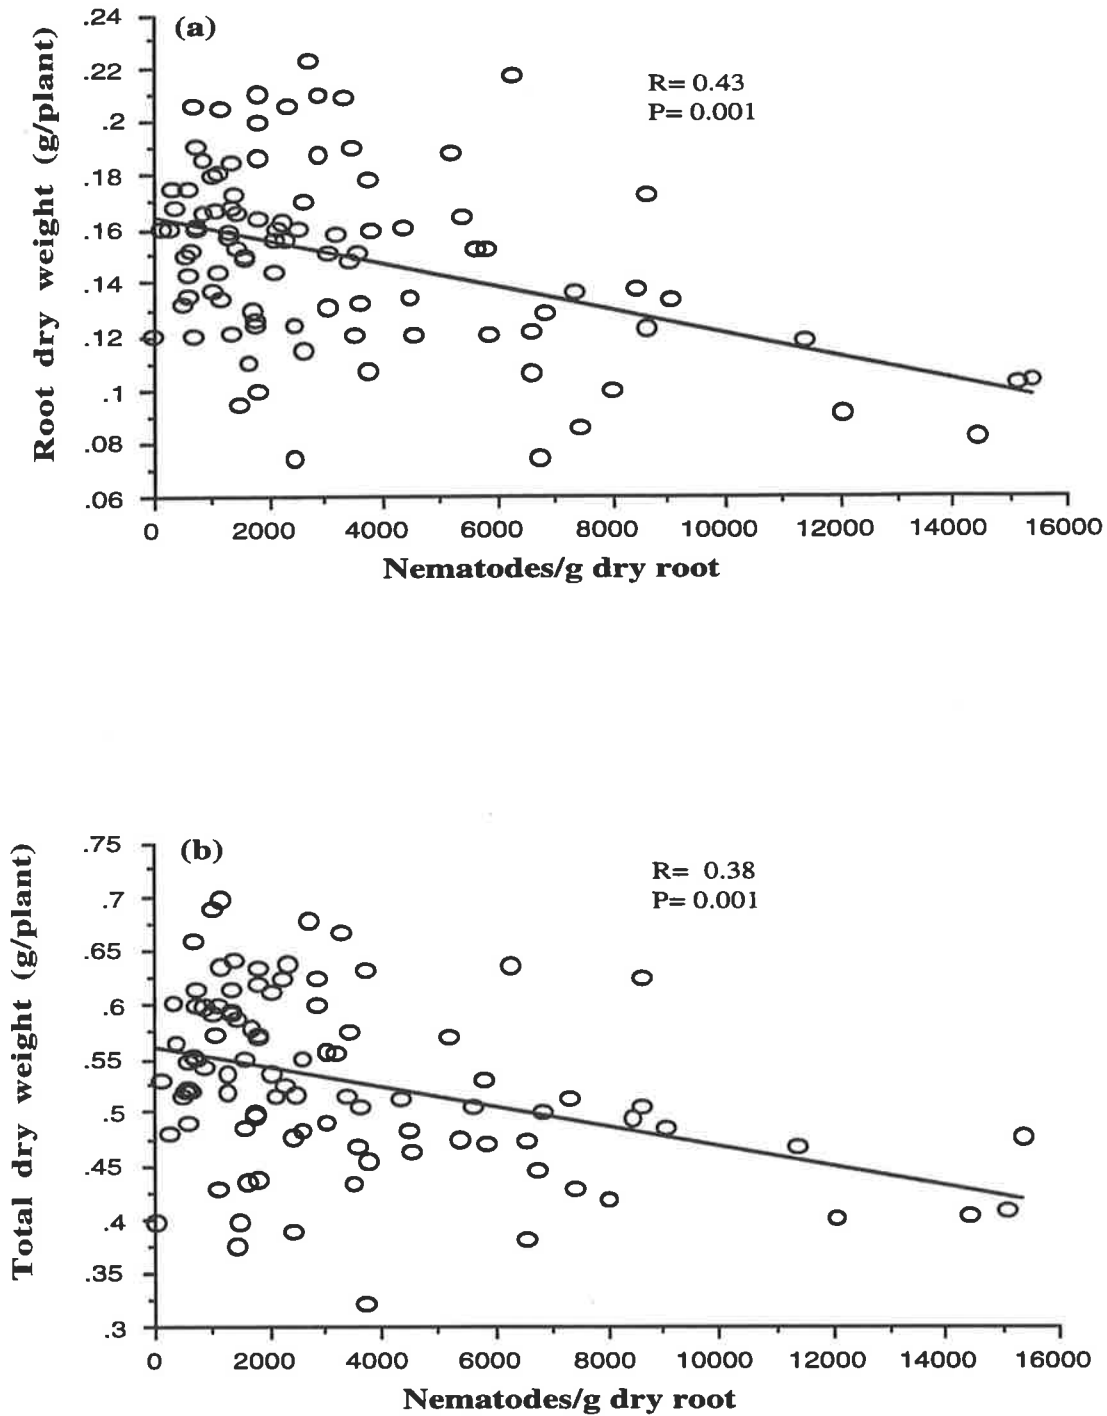 (a)
R= 0.43
P= 0.001
Root dry weight (g/plant)
.24
.22
.2
.18
.16
.14
.12
.1
.08
.06
0 2000 4000 6000 8000 10000 12000 14000 16000
Nematodes/g dry root
(b)
R= 0.38
P= 0.001
Total dry weight (g/plant)
.75
.7
.65
.6
.55
.5
.45
.4
.35
.3
0 2000 4000 6000 8000 10000 12000 14000 16000
Nematodes/g dry root